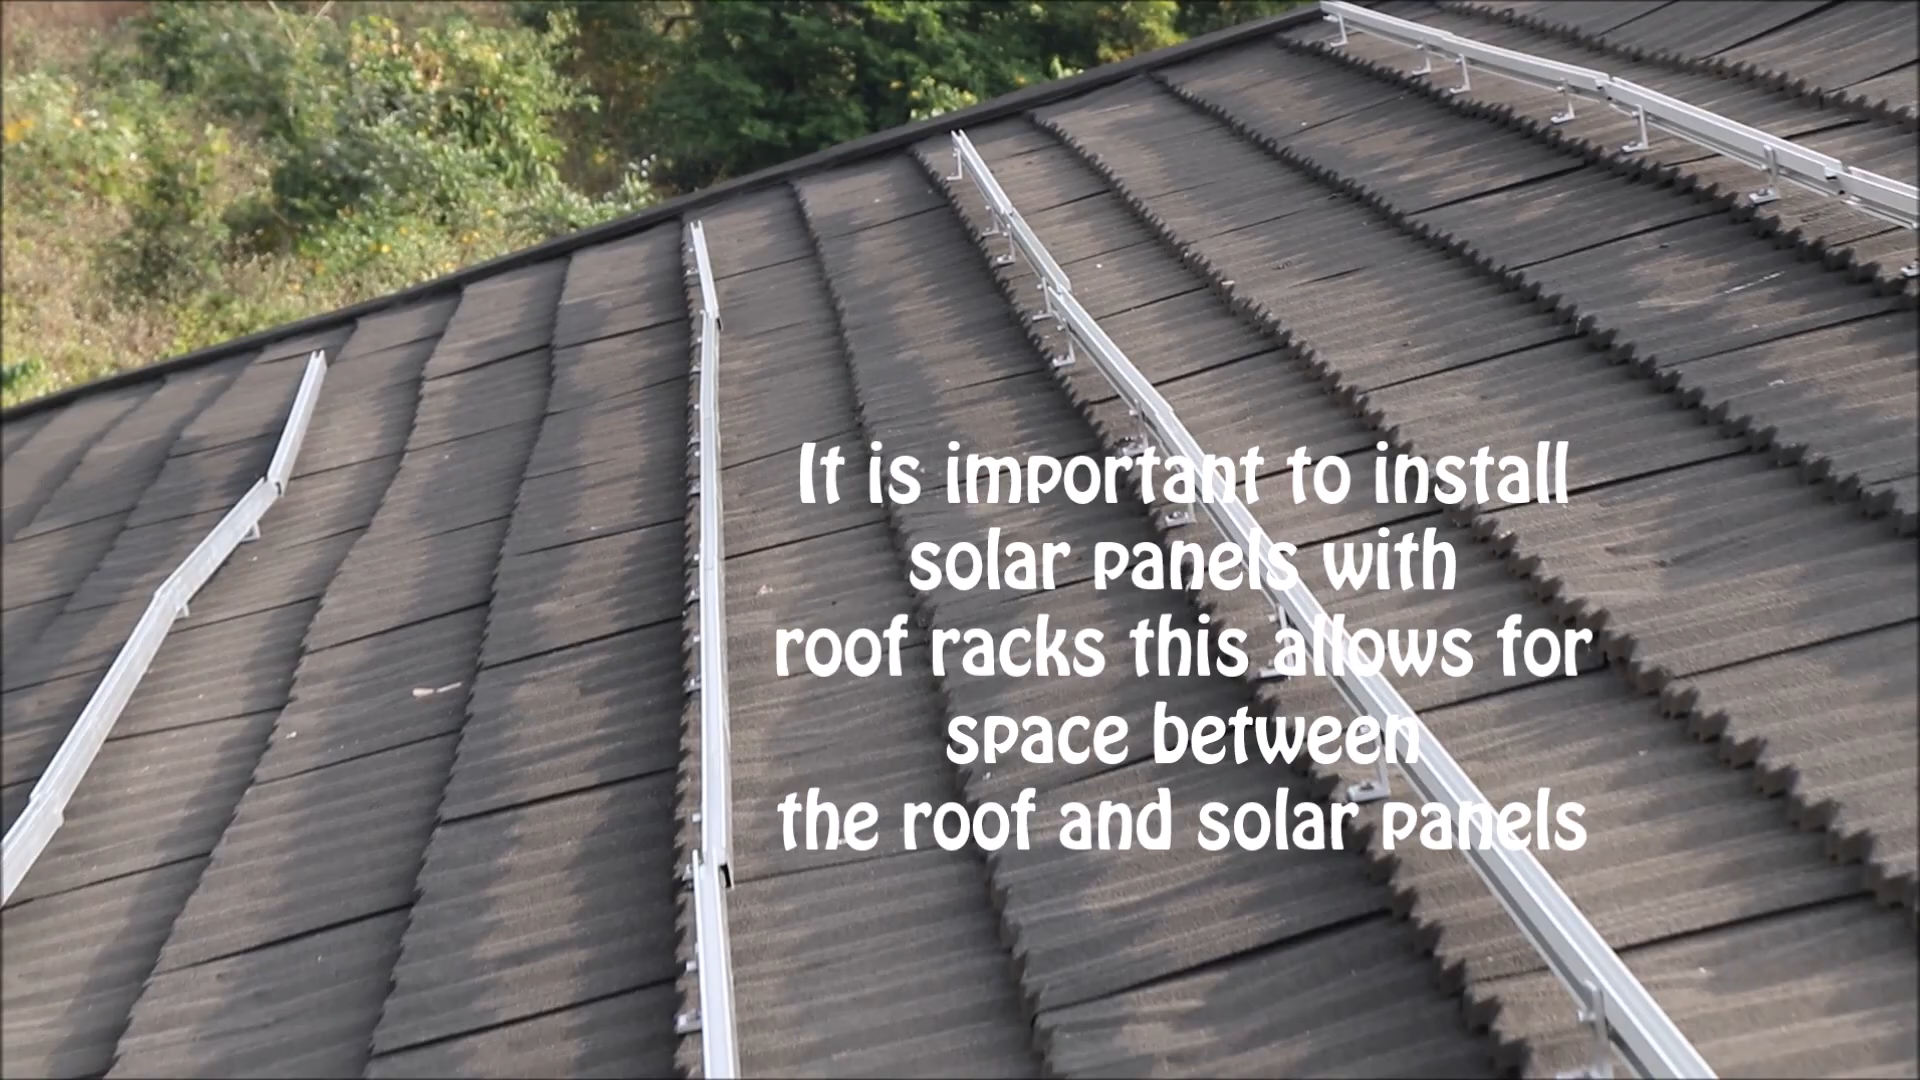 It is important to install
solar panels with
roof racks this allows for
space between
the roof and solar panels